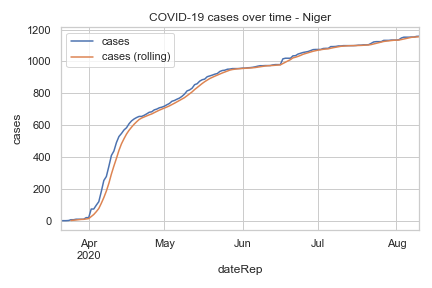 COVID-19 cases over time - Niger
cases
cases (rolling)
1200
1000
800
600
400
200
0
cases
Apr
2020
May
Jun
Jul
Aug
dateRep